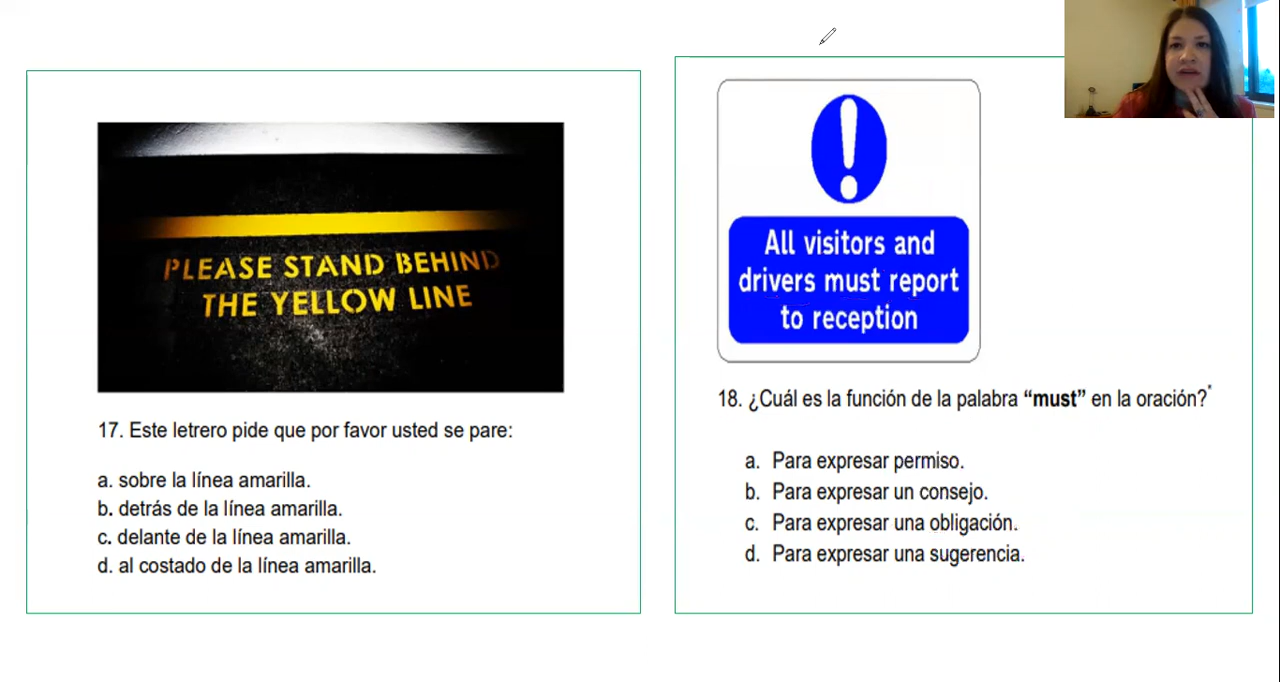 PLEASE STAND BEHIND
THE YELLOW LINE
17. Este letrero pide que por favor usted se pare:
a. sobre la línea amarilla.
b. detrás de la línea amarilla.
c. delante de la línea amarilla.
d. al costado de la línea amarilla.
All visitors and
drivers must report
to reception
18. ¿Cuál es la función de la palabra “must” en la oración?*
a. Para expresar permiso.
b. Para expresar un consejo.
c. Para expresar una obligación.
d. Para expresar una sugerencia.